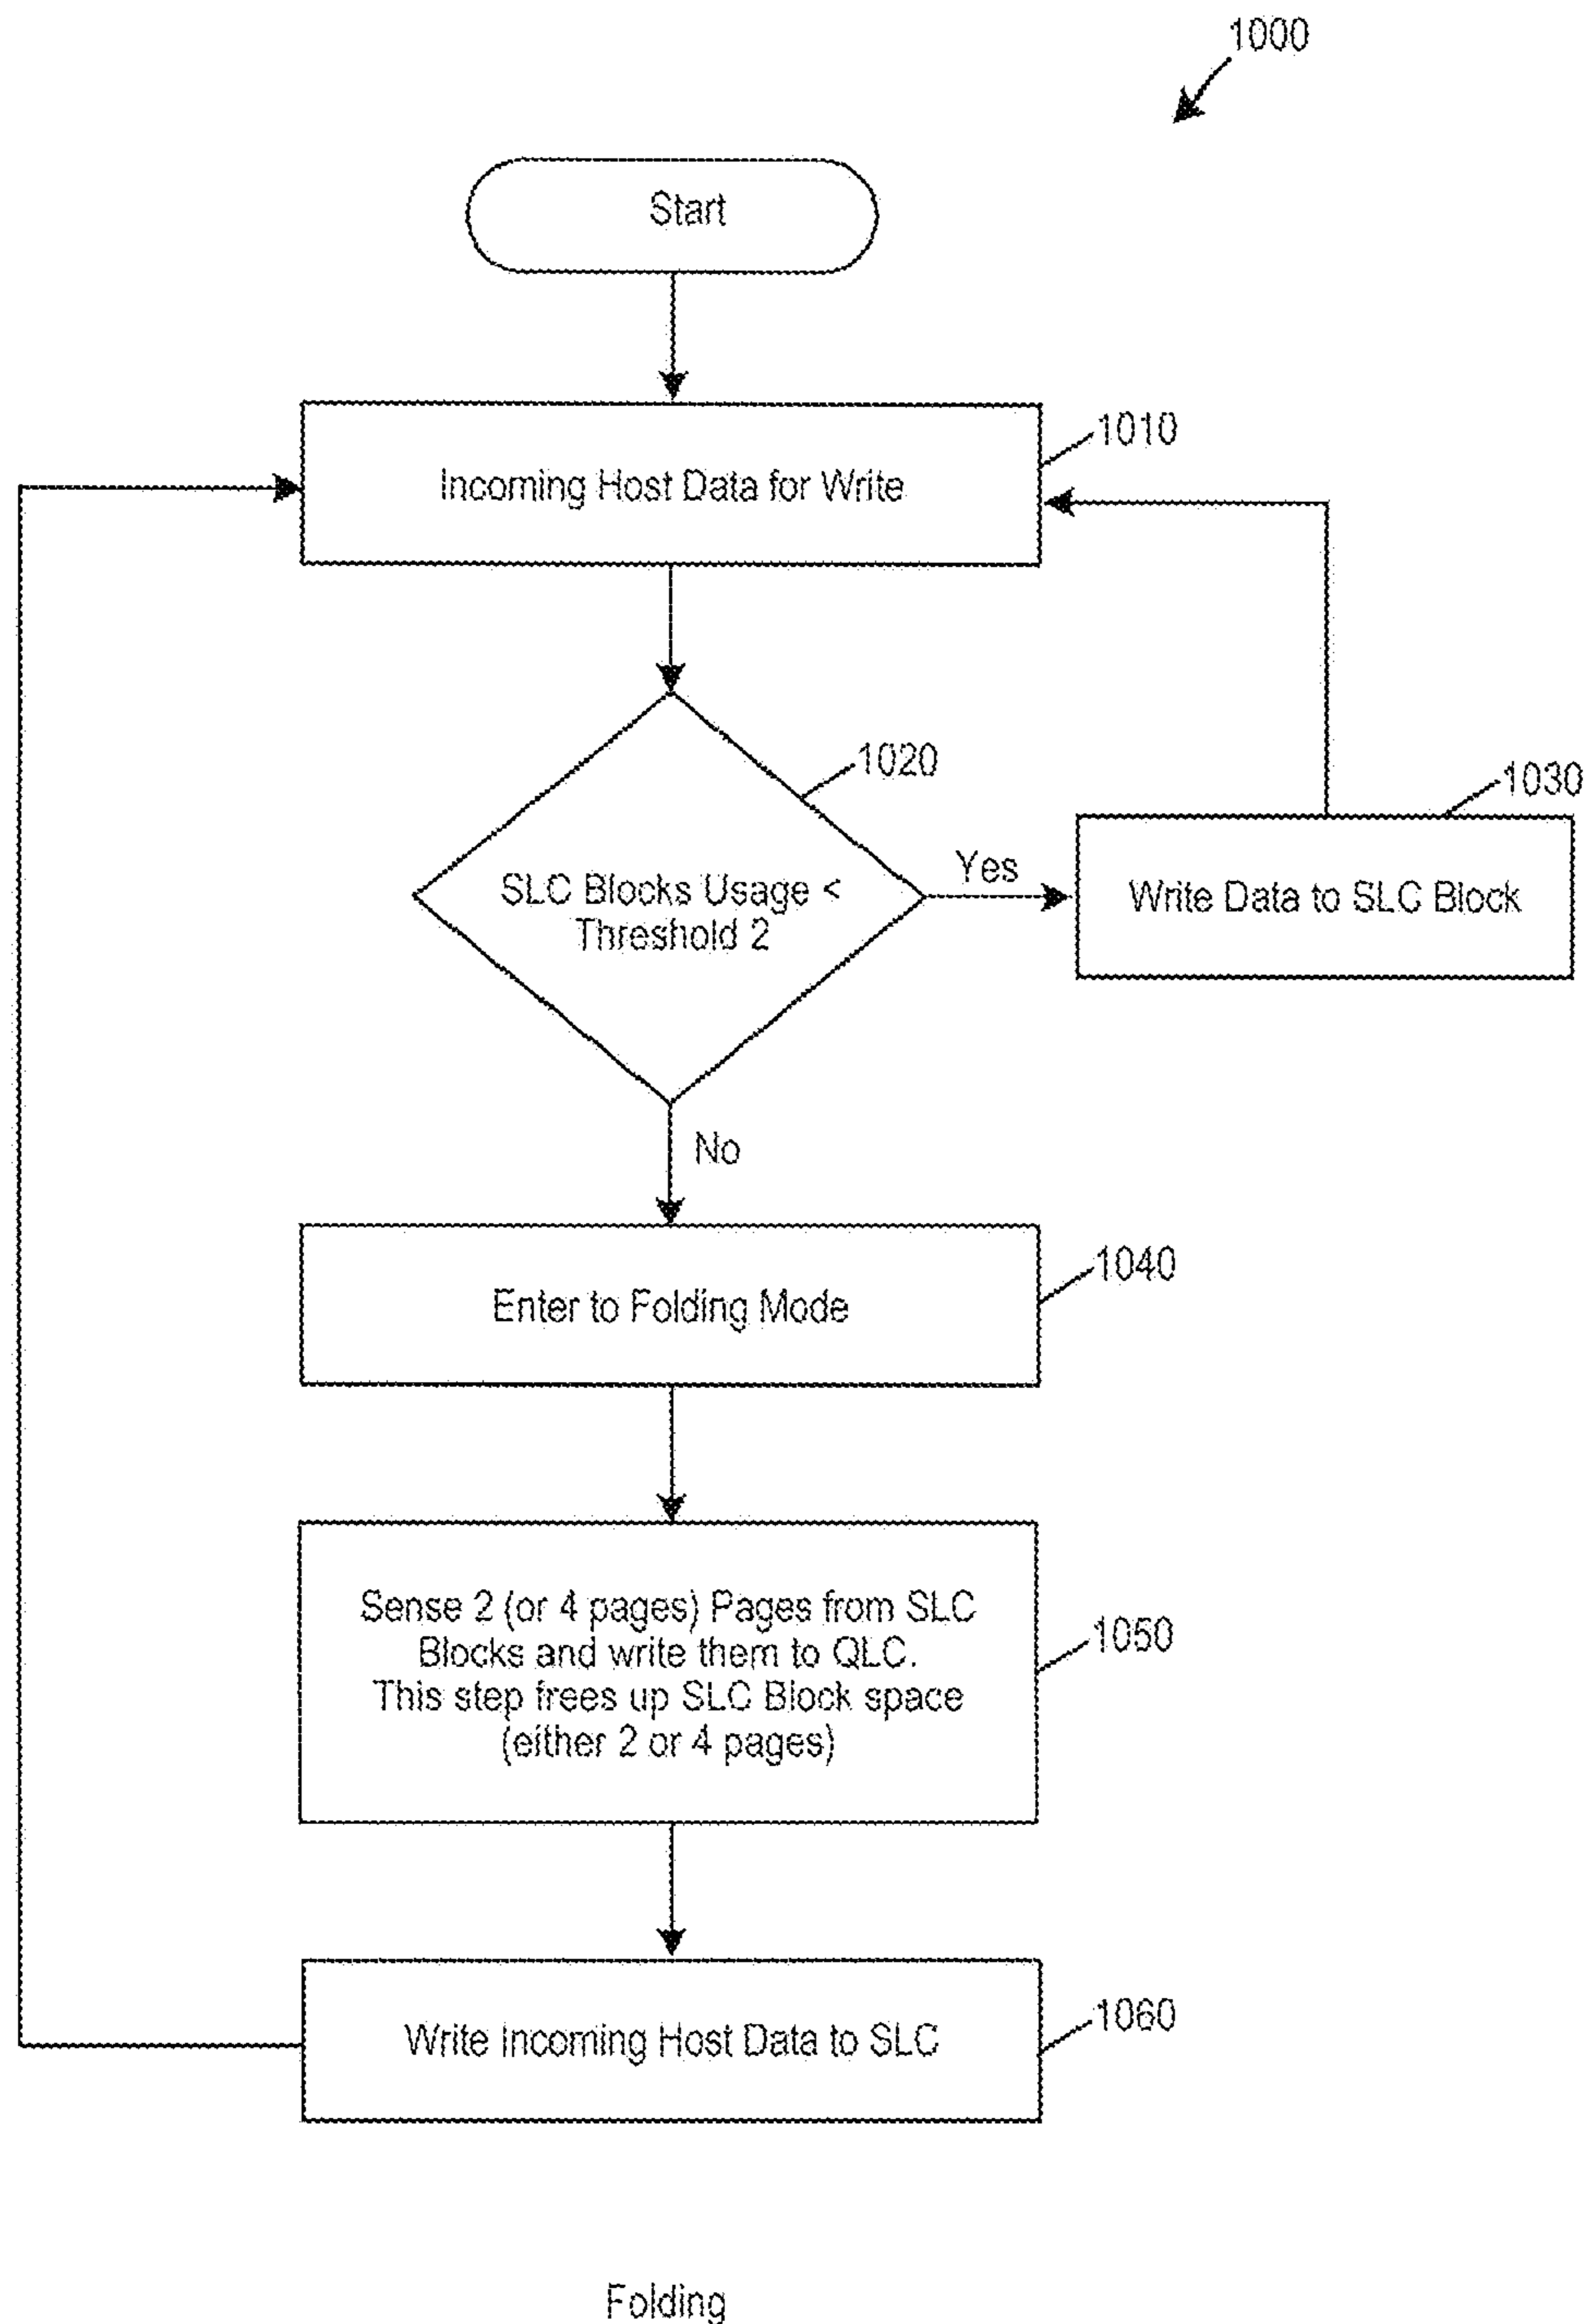 1000
Start
1010
Incoming Host Data for Write
1020
1030
SLC Blocks Usage <
Threshold 2
Yes
Write Data to SLC Block
No
1040
Enter to Folding Mode
Sense 2 (or 4 pages) Pages from SLC
Blocks and write them to QLC.
This step frees up SLC Block space
(either 2 or 4 pages)
1050
Write Incoming Host Data to SLC
1060
Folding